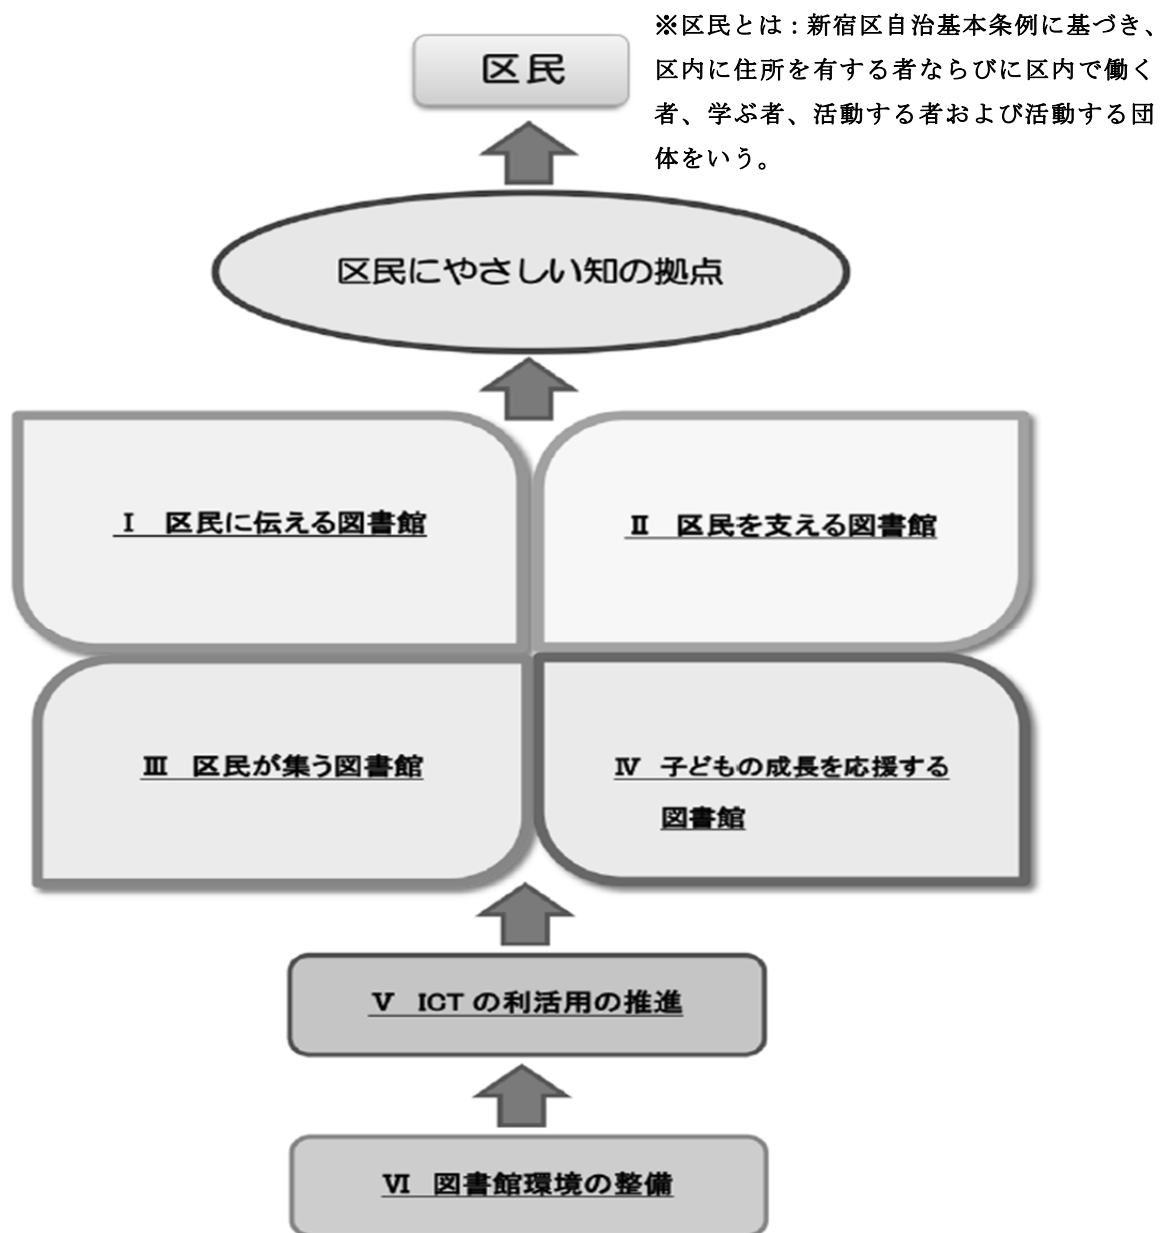 区民
※区民とは：新宿区自治基本条例に基づき、
区内に住所を有する者ならびに区内で働く
者、学ぶ者、活動する者および活動する団
体をいう。
区民にやさしい知の拠点
Ⅰ　区民に伝える図書館
Ⅱ　区民を支える図書館
Ⅲ　区民が集う図書館
Ⅳ　子どもの成長を応援する
図書館
Ⅴ　ICT の利活用の推進
Ⅵ　図書館環境の整備